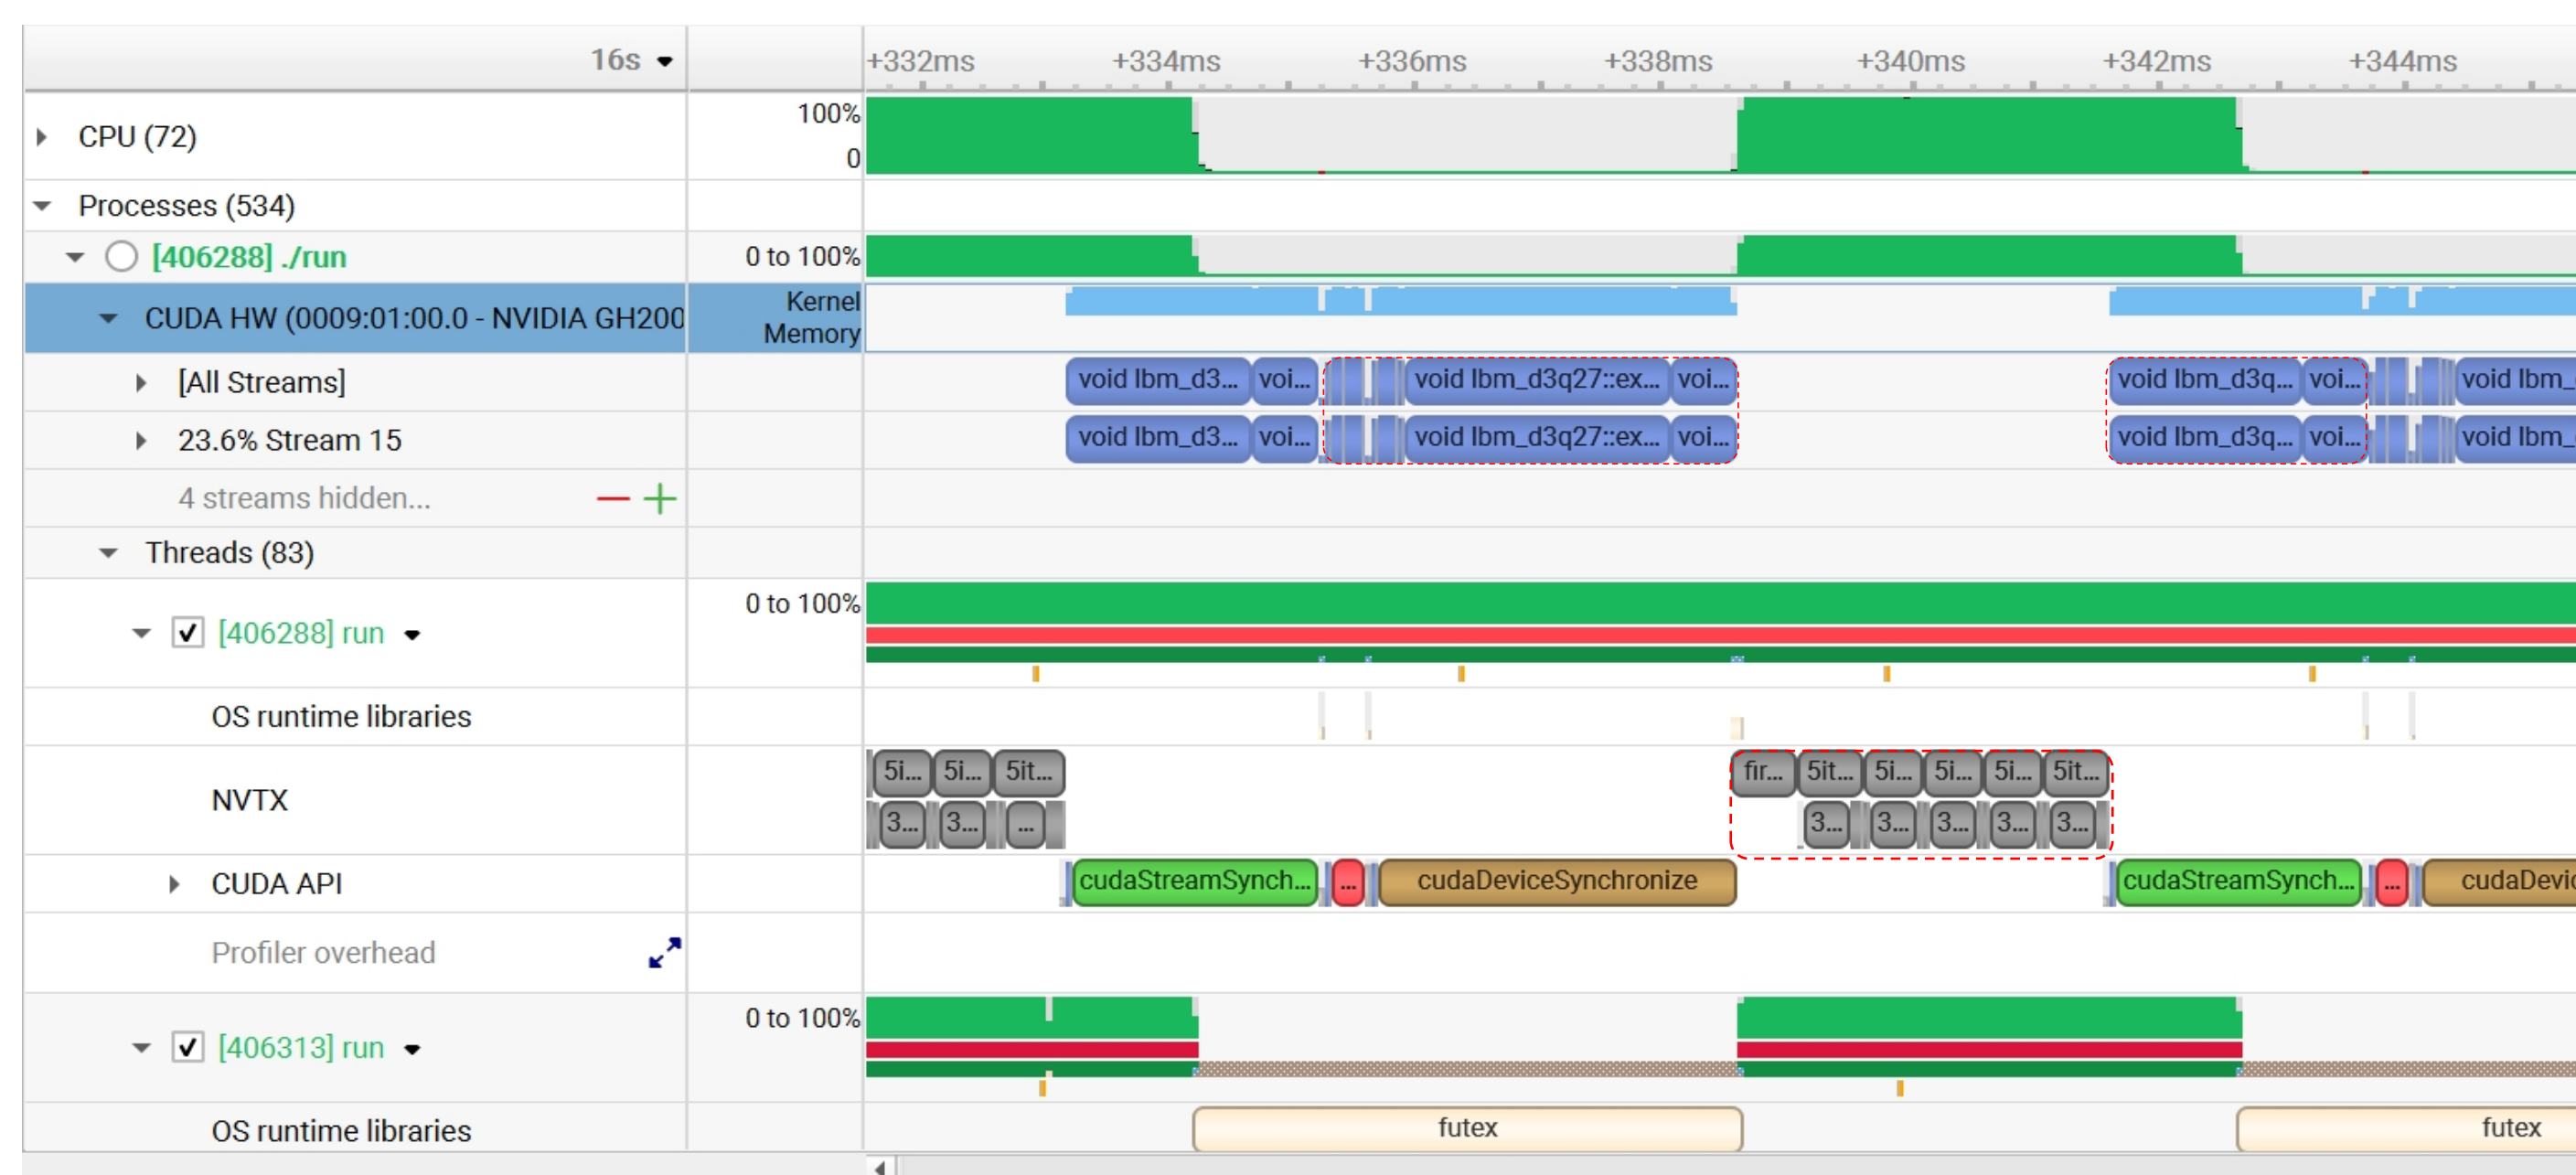 16s +332ms +334ms +336ms +338ms +340ms +342ms +344ms
100%
CPU (72)
0
Processes (534)
[406288] ./run 0 to 100%
Kernel
CUDA HW (0009:01:00.0 - NVIDIA GH200
Memory
[All Streams] void lbm_d3... voi... void lbm_d3q27::ex... voi... void lbm_d3q... voi... void lbm_
23.6% Stream 15 void lbm_d3... voi... void lbm_d3q27::ex... voi... void lbm_d3q... voi... void lbm_
4 streams hidden...
Threads (83)
0 to 100%
[406288] run
OS runtime libraries
5i... 5i... 5it... fir... 5it... 5i... 5i... 5i... 5it...
NVTX
3... 3... ... 3... 3... 3... 3... 3...
CUDA API cudaStreamSynch... ... cudaDeviceSynchronize cudaStreamSynch... ... cudaDevic
Profiler overhead
0 to 100%
[406313] run
OS runtime libraries futex futex